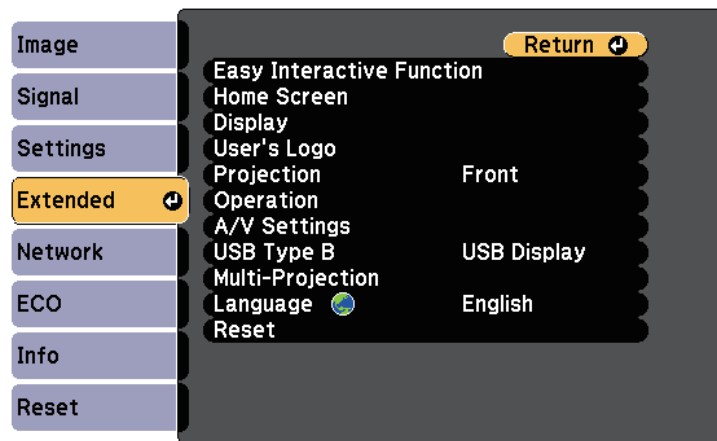 Image
Signal
Settings
Extended
Network
ECO
Info
Reset
Return
Easy Interactive Function
Home Screen
Display
User's Logo
Projection Front
Operation
A/V Settings
USB Type B USB Display
Multi-Projection
Language English
Reset